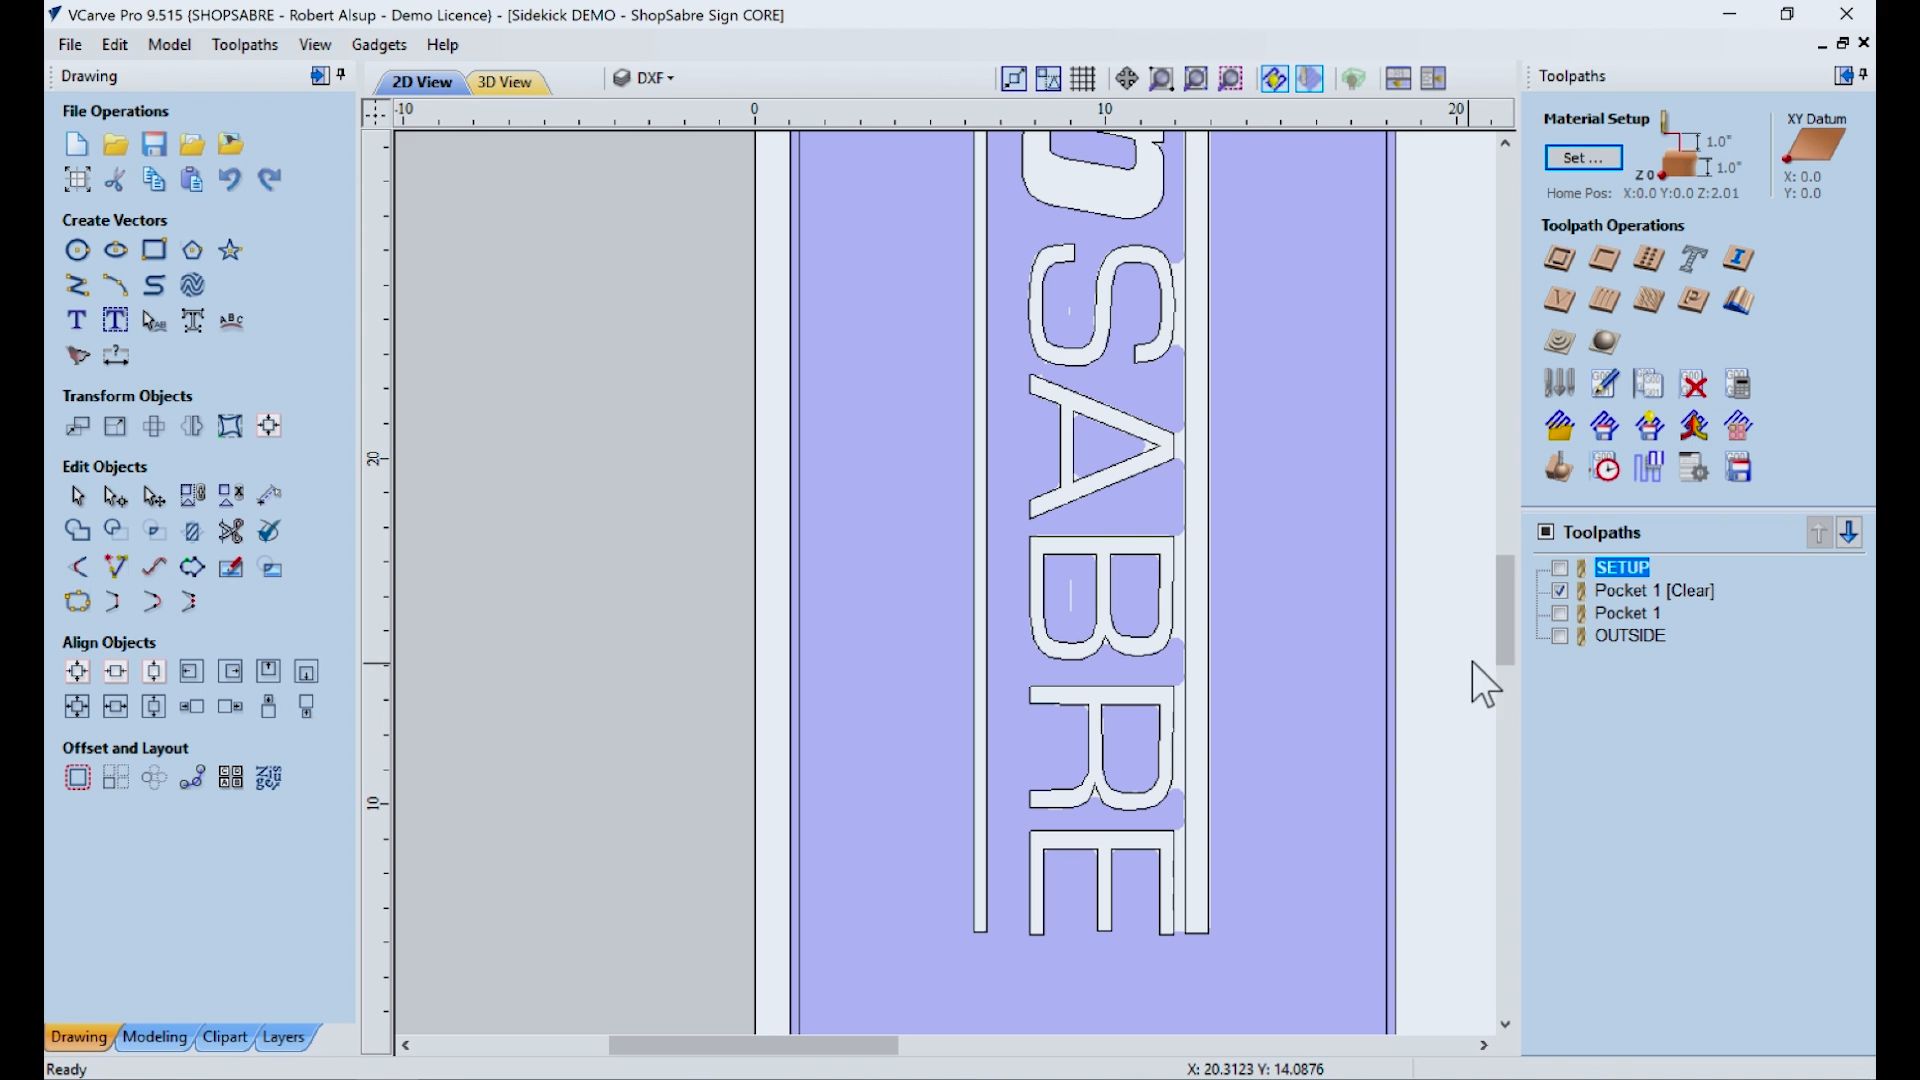 VCarve Pro 9.515 {SHOPSABRE - Robert Alsup - Demo Licence} - [Sidekick DEMO - ShopSabre Sign CORE]
File Edit Model Toolpaths View Gadgets Help
Drawing
2D View 3D View DXF
Toolpaths
File Operations
Create Vectors
Transform Objects
Edit Objects
Align Objects
Offset and Layout
Drawing Modeling Clipart Layers
Ready
-10 0 10 20
20
10
SABRE
X: 20.3123 Y: 14.0876
Material Setup
Set ...
1.0"
1.0"
Z 0
Home Pos: X:0.0 Y:0.0 Z:2.01
XY Datum
X: 0.0
Y: 0.0
Toolpath Operations
Toolpaths
SETUP
Pocket 1 [Clear]
Pocket 1
OUTSIDE